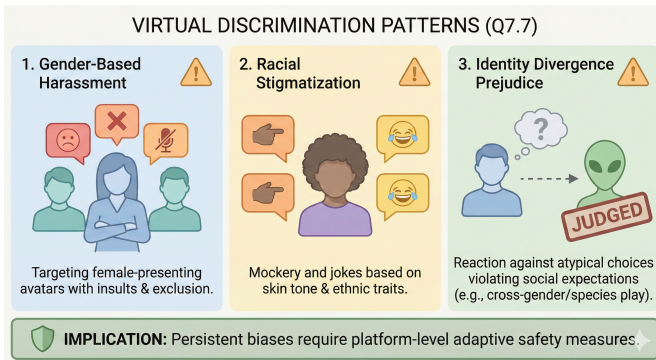 VIRTUAL DISCRIMINATION PATTERNS (Q7.7)
1. Gender-Based
Harassment
Targeting female-presenting
avatars with insults & exclusion.
2. Racial
Stigmatization
Mockery and jokes based on
skin tone & ethnic traits.
3. Identity Divergence
Prejudice
?
JUDGED
Reaction against atypical choices
violating social expectations
(e.g., cross-gender/species play).
IMPLICATION: Persistent biases require platform-level adaptive safety measures.